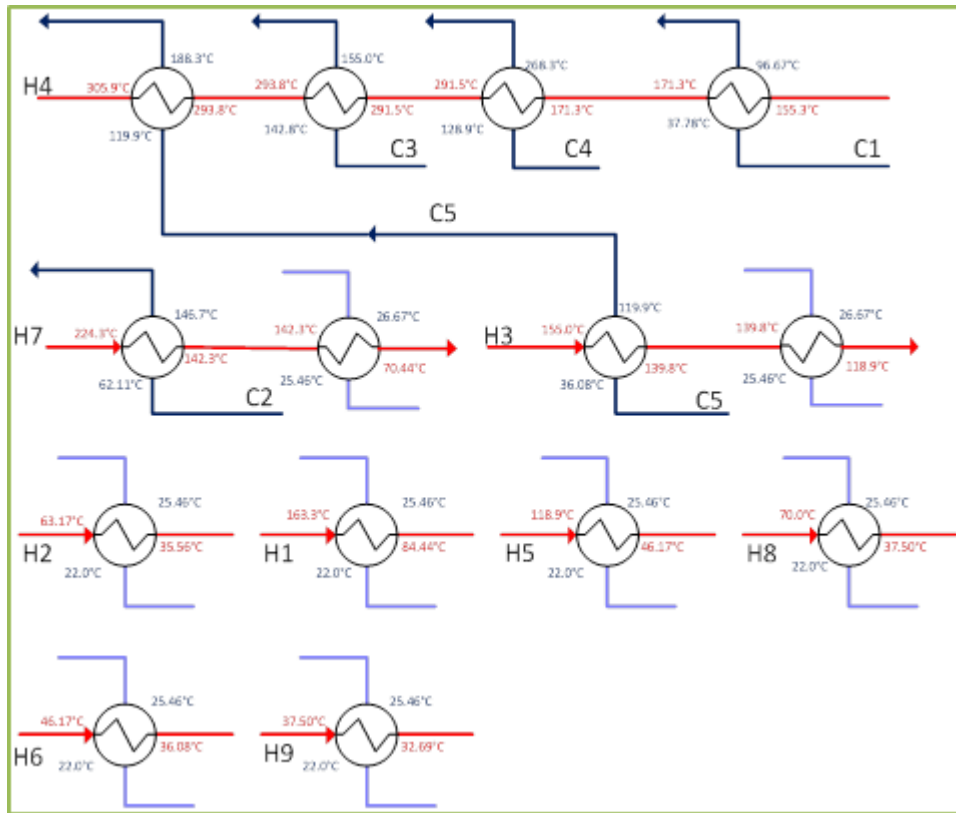 188.3°C
155.0°C
268.3°C
96.67°C
H4
305.9°C
293.8°C
293.8°C
291.5°C
291.5°C
171.3°C
171.3°C
155.3°C
119.9°C
142.8°C
128.9°C
37.78°C
C3
C4
C1
C5
146.7°C
26.67°C
119.9°C
26.67°C
H7
224.3°C
142.3°C
142.3°C
70.44°C
H3
155.0°C
139.8°C
139.8°C
118.9°C
62.11°C
25.46°C
36.08°C
25.46°C
C2
C5
25.46°C
25.46°C
25.46°C
25.46°C
63.17°C
163.3°C
118.9°C
70.0°C
H2
35.56°C
H1
84.44°C
H5
46.17°C
H8
37.50°C
22.0°C
22.0°C
22.0°C
22.0°C
25.46°C
25.46°C
46.17°C
37.50°C
H6
36.08°C
H9
32.69°C
22.0°C
22.0°C